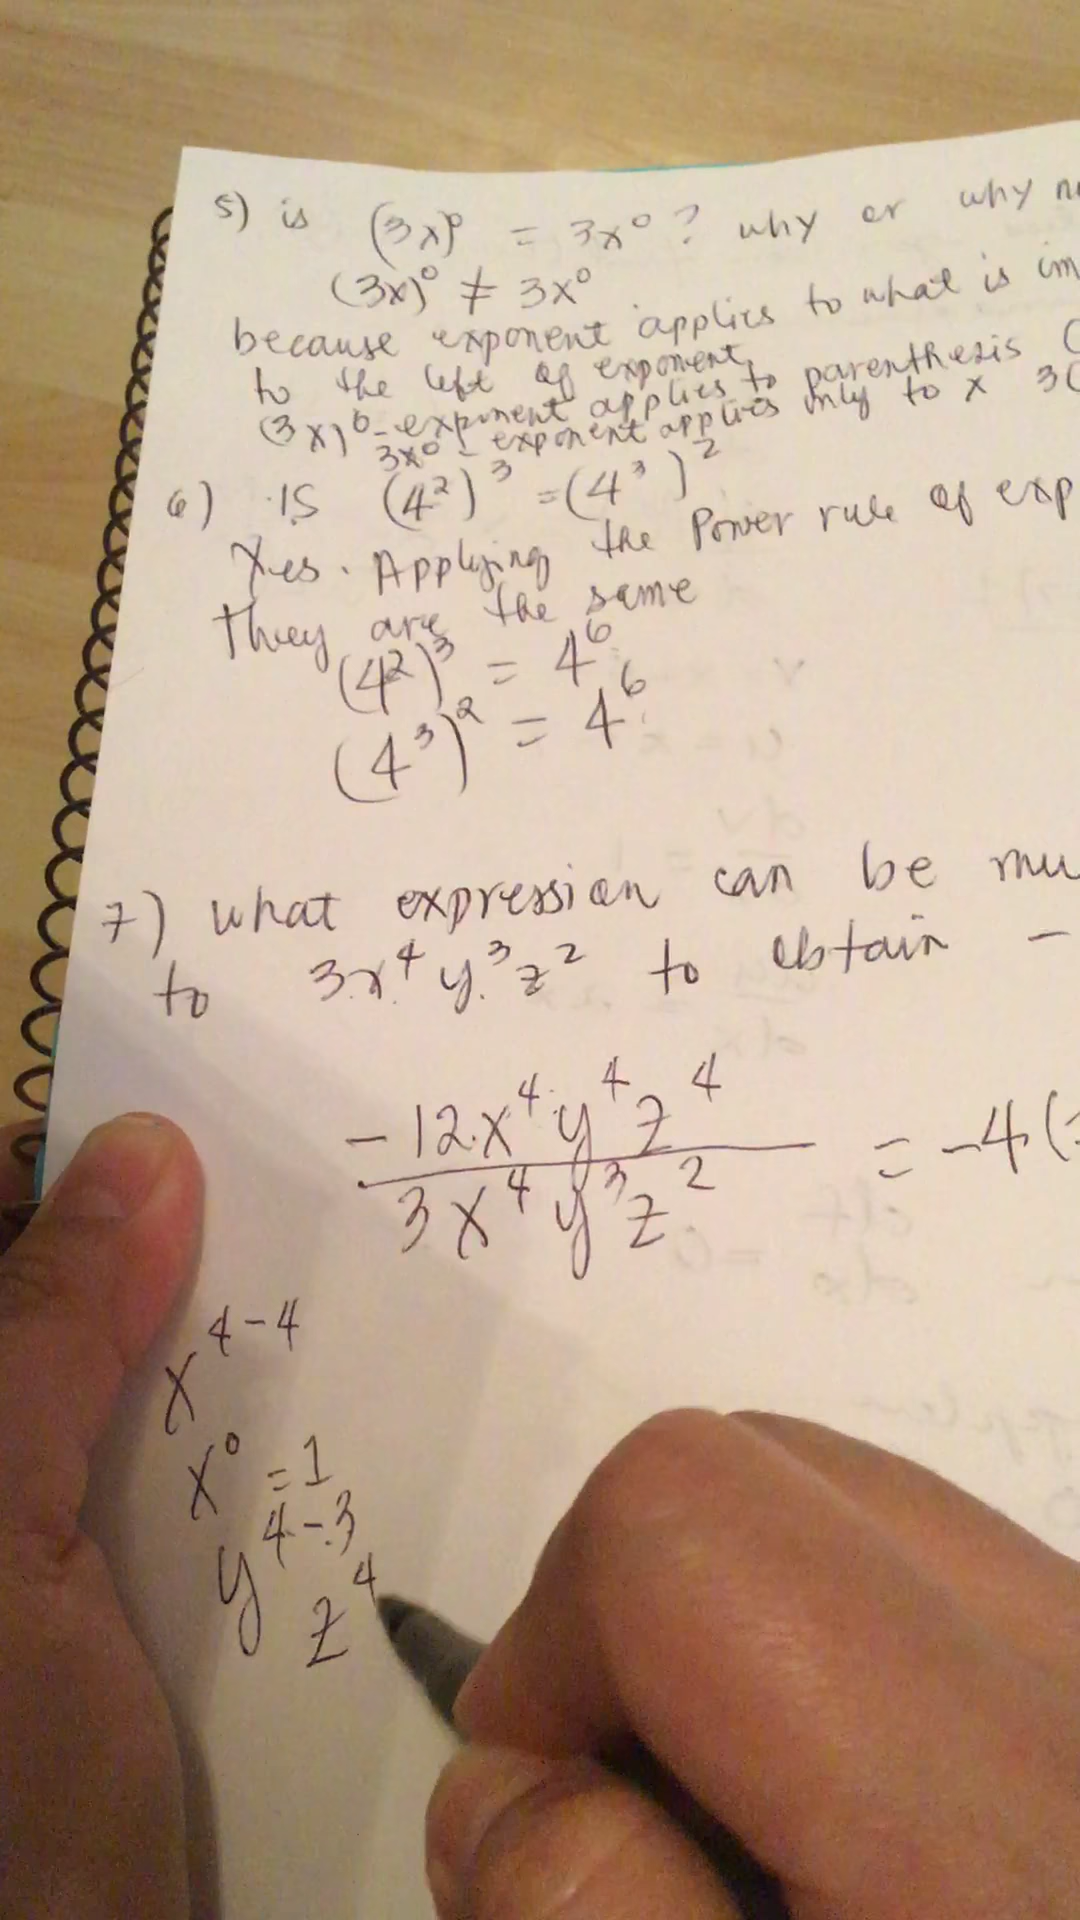 5) is (3x)⁰ = 3x⁰? why or why
(3x)⁰ ≠ 3x⁰
because exponent applies to what is im
to the left of exponent
(3x)⁰ - exponent applies to parenthesis (
3x⁰ - exponent applies only to x 3(
6) IS (4²)³ = (4³)²
Yes. Applying the Power rule of exp
they are the same
(4²)³ = 4⁶
(4³)² = 4⁶
7) what expression can be mu
to 3x⁴y³z² to obtain -
-12x⁴y⁴z⁴
3x⁴y³z² = -4(
x⁴⁻⁴
x⁰ = 1
y⁴⁻³
z⁴